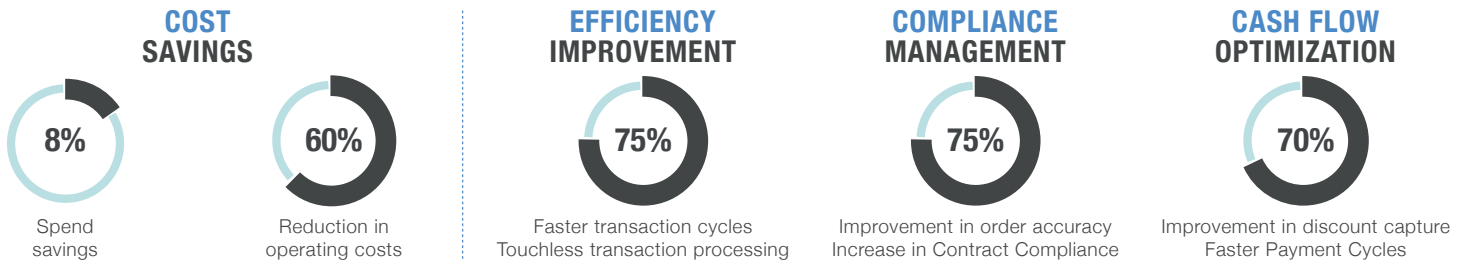 COST
SAVINGS
8%
Spend
savings
60%
Reduction in
operating costs
EFFICIENCY
IMPROVEMENT
75%
Faster transaction cycles
Touchless transaction processing
COMPLIANCE
MANAGEMENT
75%
Improvement in order accuracy
Increase in Contract Compliance
CASH FLOW
OPTIMIZATION
70%
Improvement in discount capture
Faster Payment Cycles